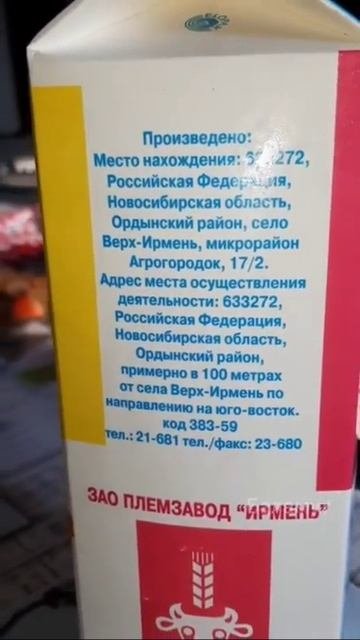 Произведено:
Место нахождения: 633272,
Российская Федерация,
Новосибирская область,
Ордынский район, село
Верх-Ирмень, микрорайон
Агрогородок, 17/2.
Адрес места осуществления
деятельности: 633272,
Российская Федерация,
Новосибирская область,
Ордынский район,
примерно в 100 метрах
от села Верх-Ирмень по
направлению на юго-восток.
код 383-59
тел.: 21-681 тел./факс: 23-680
ЗАО ПЛЕМЗАВОД "ИРМЕНЬ"